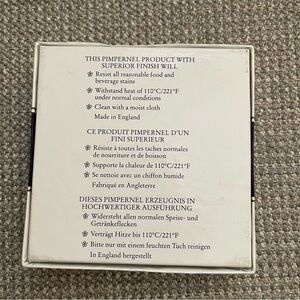 THIS PIMPERNEL PRODUCT WITH
SUPERIOR FINISH WILL
Resist all reasonable food and
beverage stains
Withstand heat of 110°C/221°F
under normal conditions
Clean with a moist cloth
Made in England
CE PRODUIT PIMPERNEL D'UN
FINI SUPERIEUR
Résiste à toutes les taches normales
de nourriture et de boisson
Supporte la chaleur de 110°C/221°F
Se nettoie avec un chiffon humide
Fabriqué en Angleterre
DIESES PIMPERNEL ERZEUGNIS IN
HOCHWERTIGER AUSFÜHRUNG
Widersteht allen normalen Speise- und
Getränkeflecken
Verträgt Hitze bis 110°C/221°F
Bitte nur mit einem feuchten Tuch reinigen
In England hergestellt